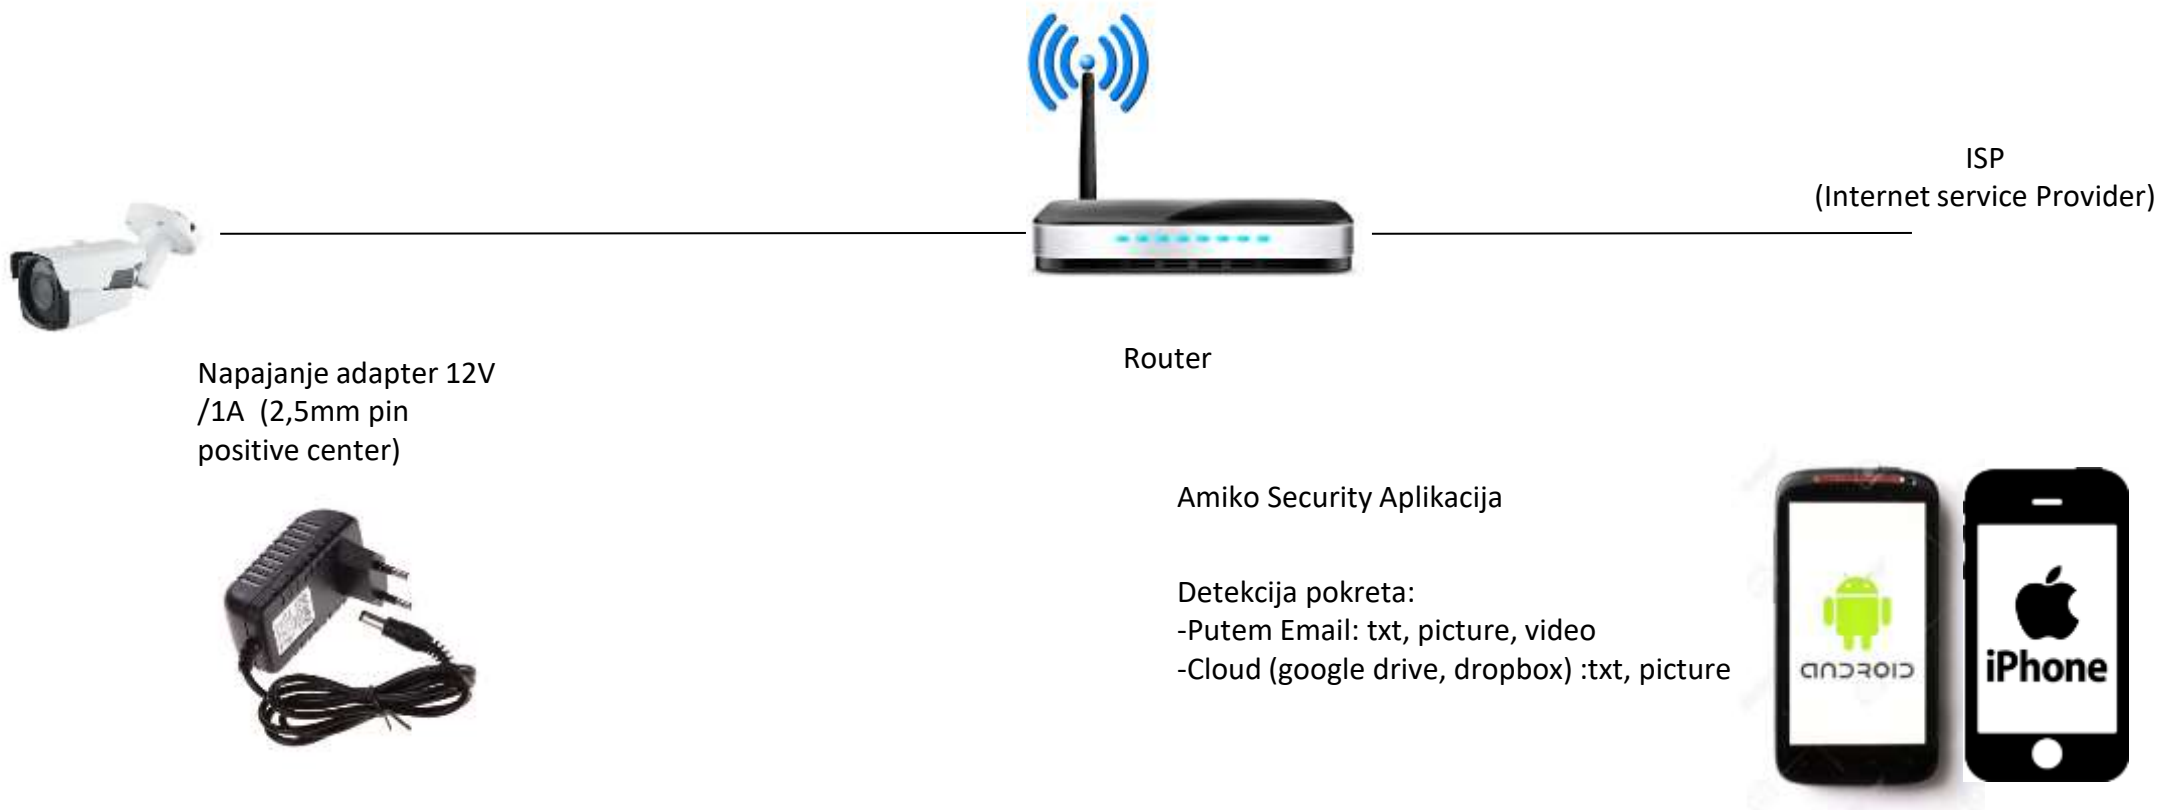 ISP
(Internet service Provider)
Router
Napajanje adapter 12V
/1A  (2,5mm pin
positive center)
Amiko Security Aplikacija
Detekcija pokreta:
-Putem Email: txt, picture, video
-Cloud (google drive, dropbox) :txt, picture
ANDROID
iPhone